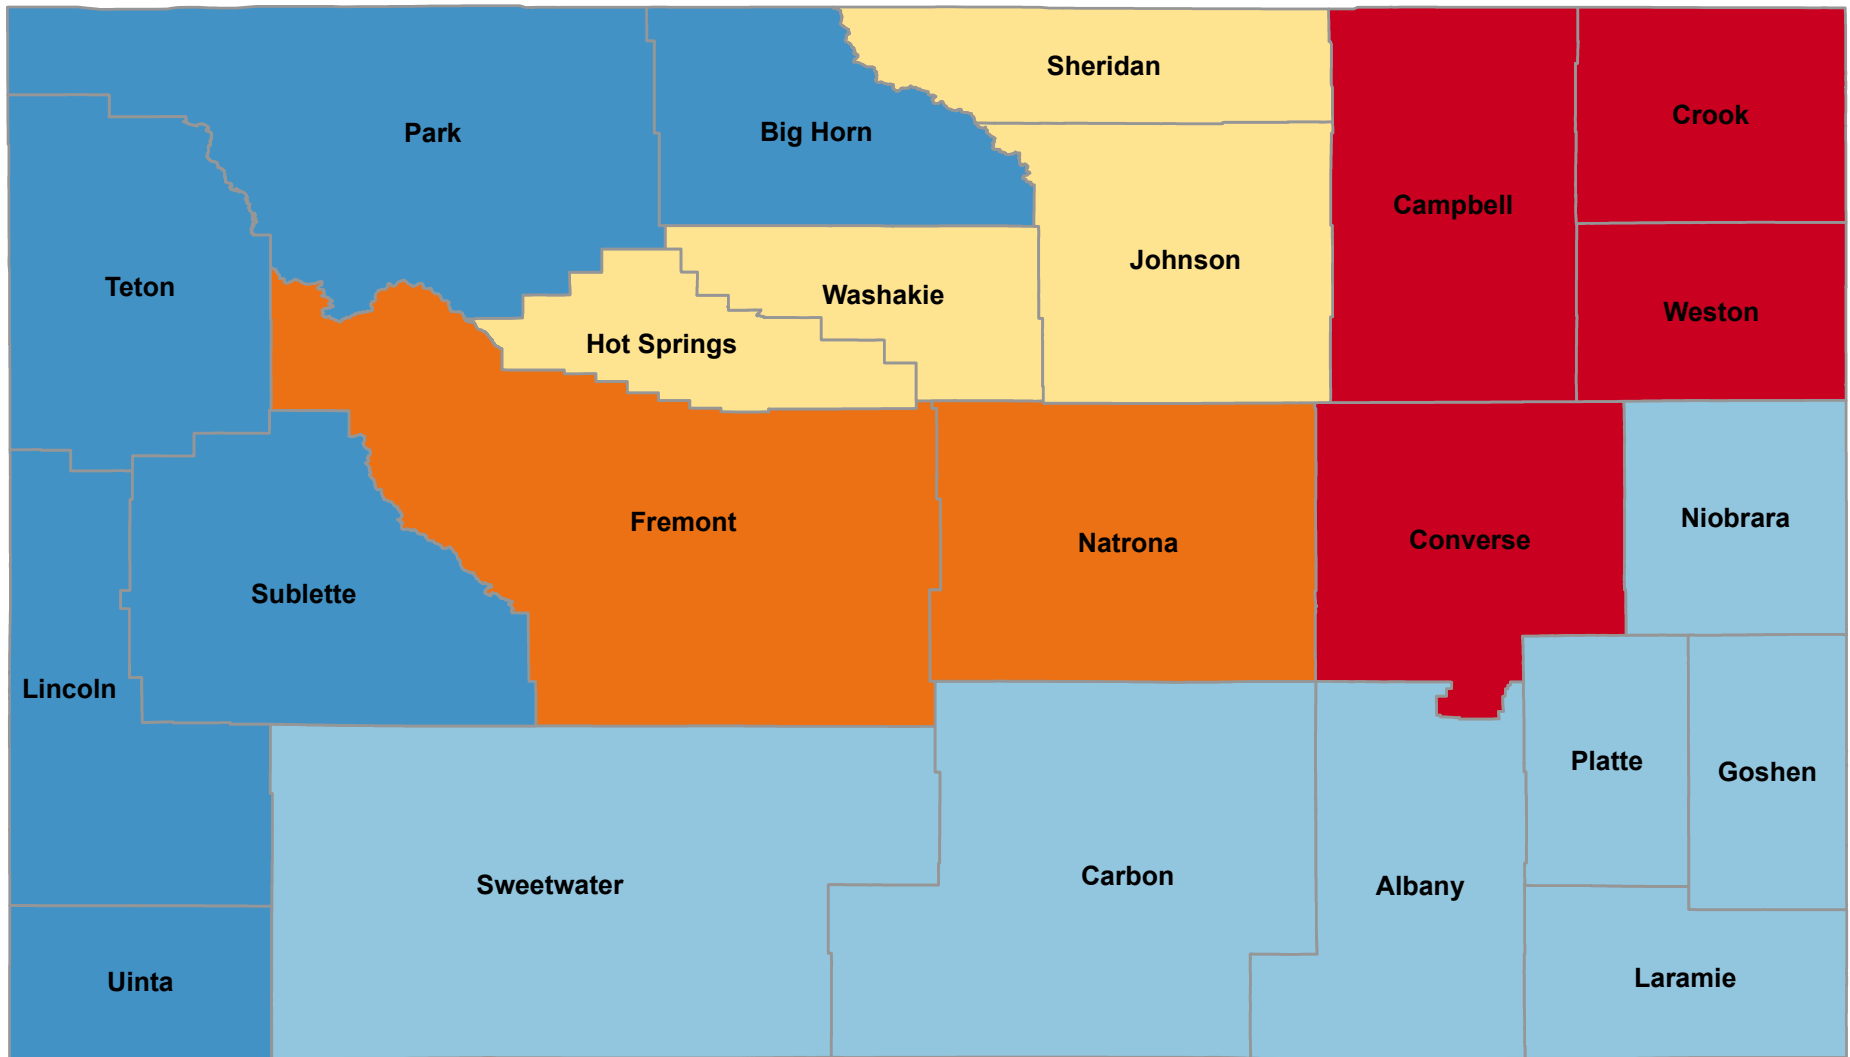 Sheridan
Crook
Park
Big Horn
Campbell
Johnson
Teton
Washakie
Weston
Hot Springs
Niobrara
Fremont
Converse
Natrona
Sublette
Lincoln
Platte
Goshen
Carbon
Sweetwater
Albany
Laramie
Uinta